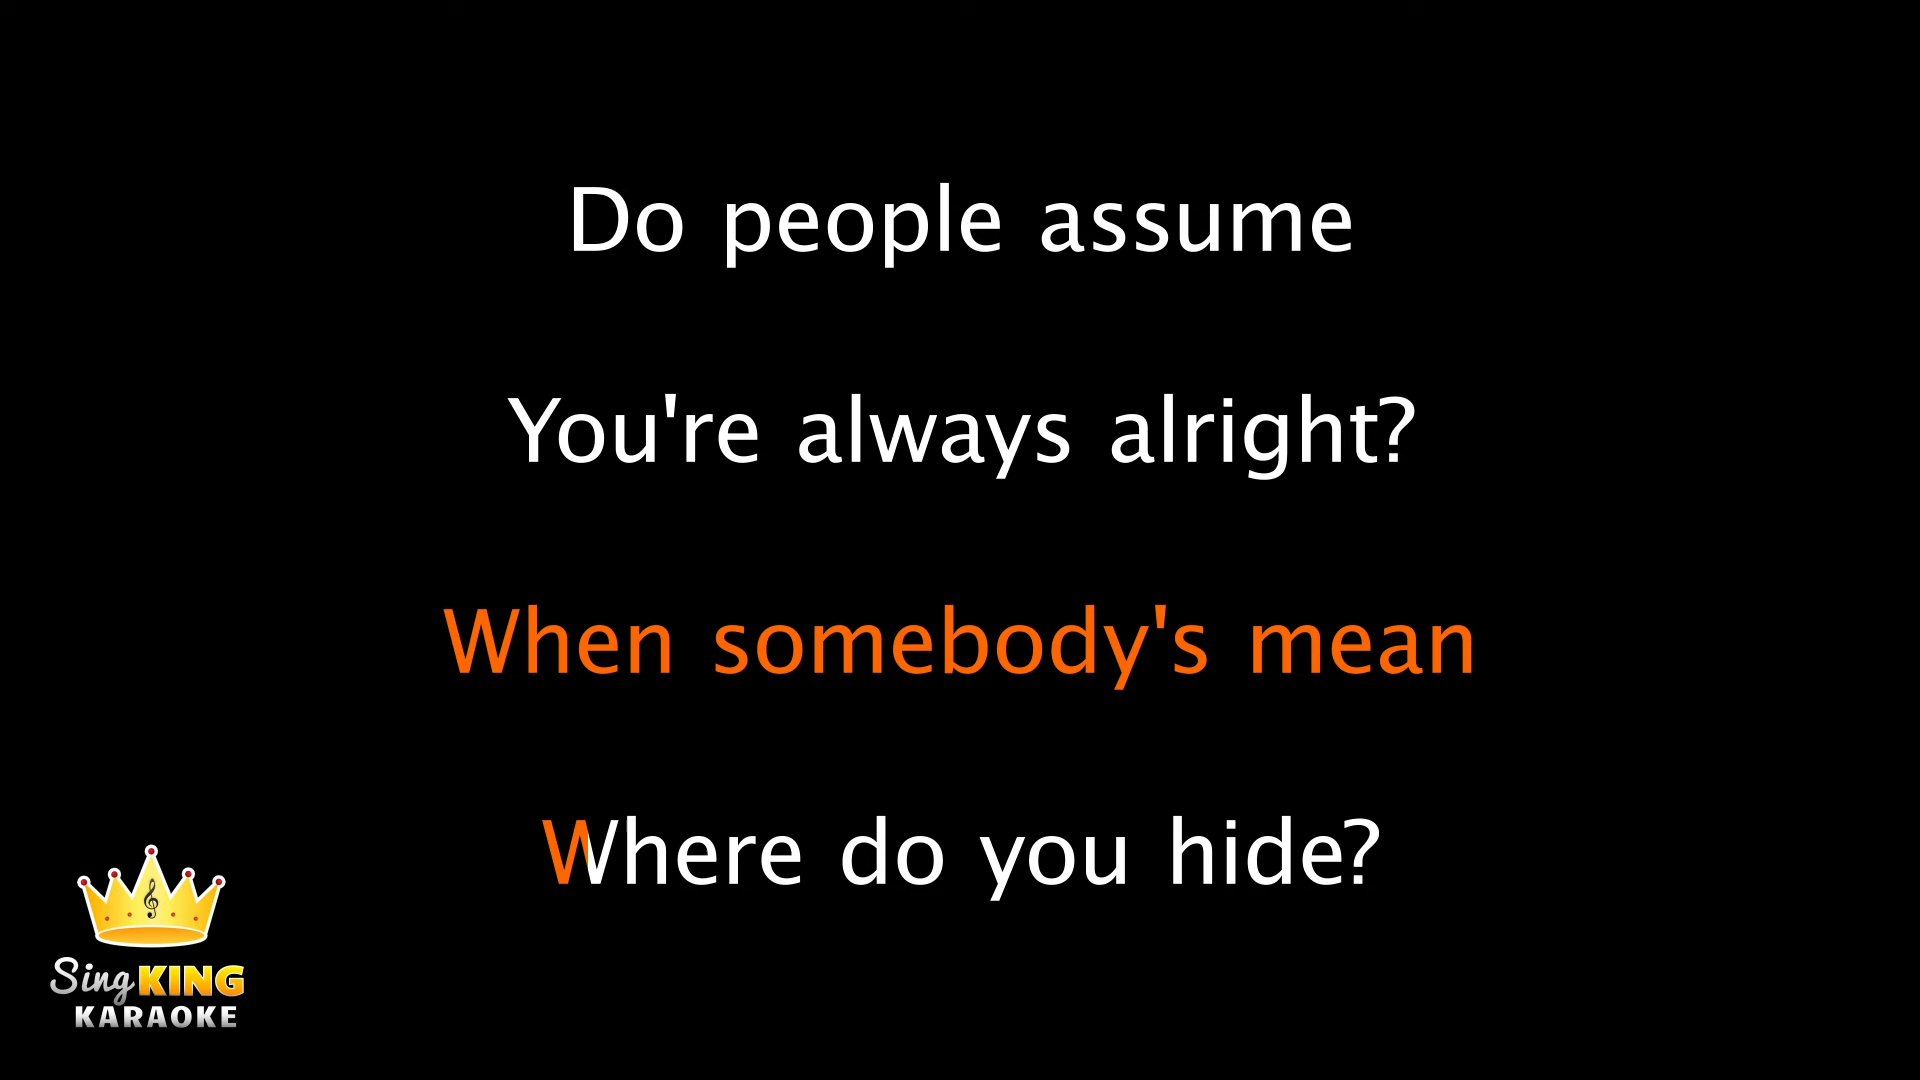 Do people assume
You're always alright?
When somebody's mean
Where do you hide?
Sing KING
KARAOKE